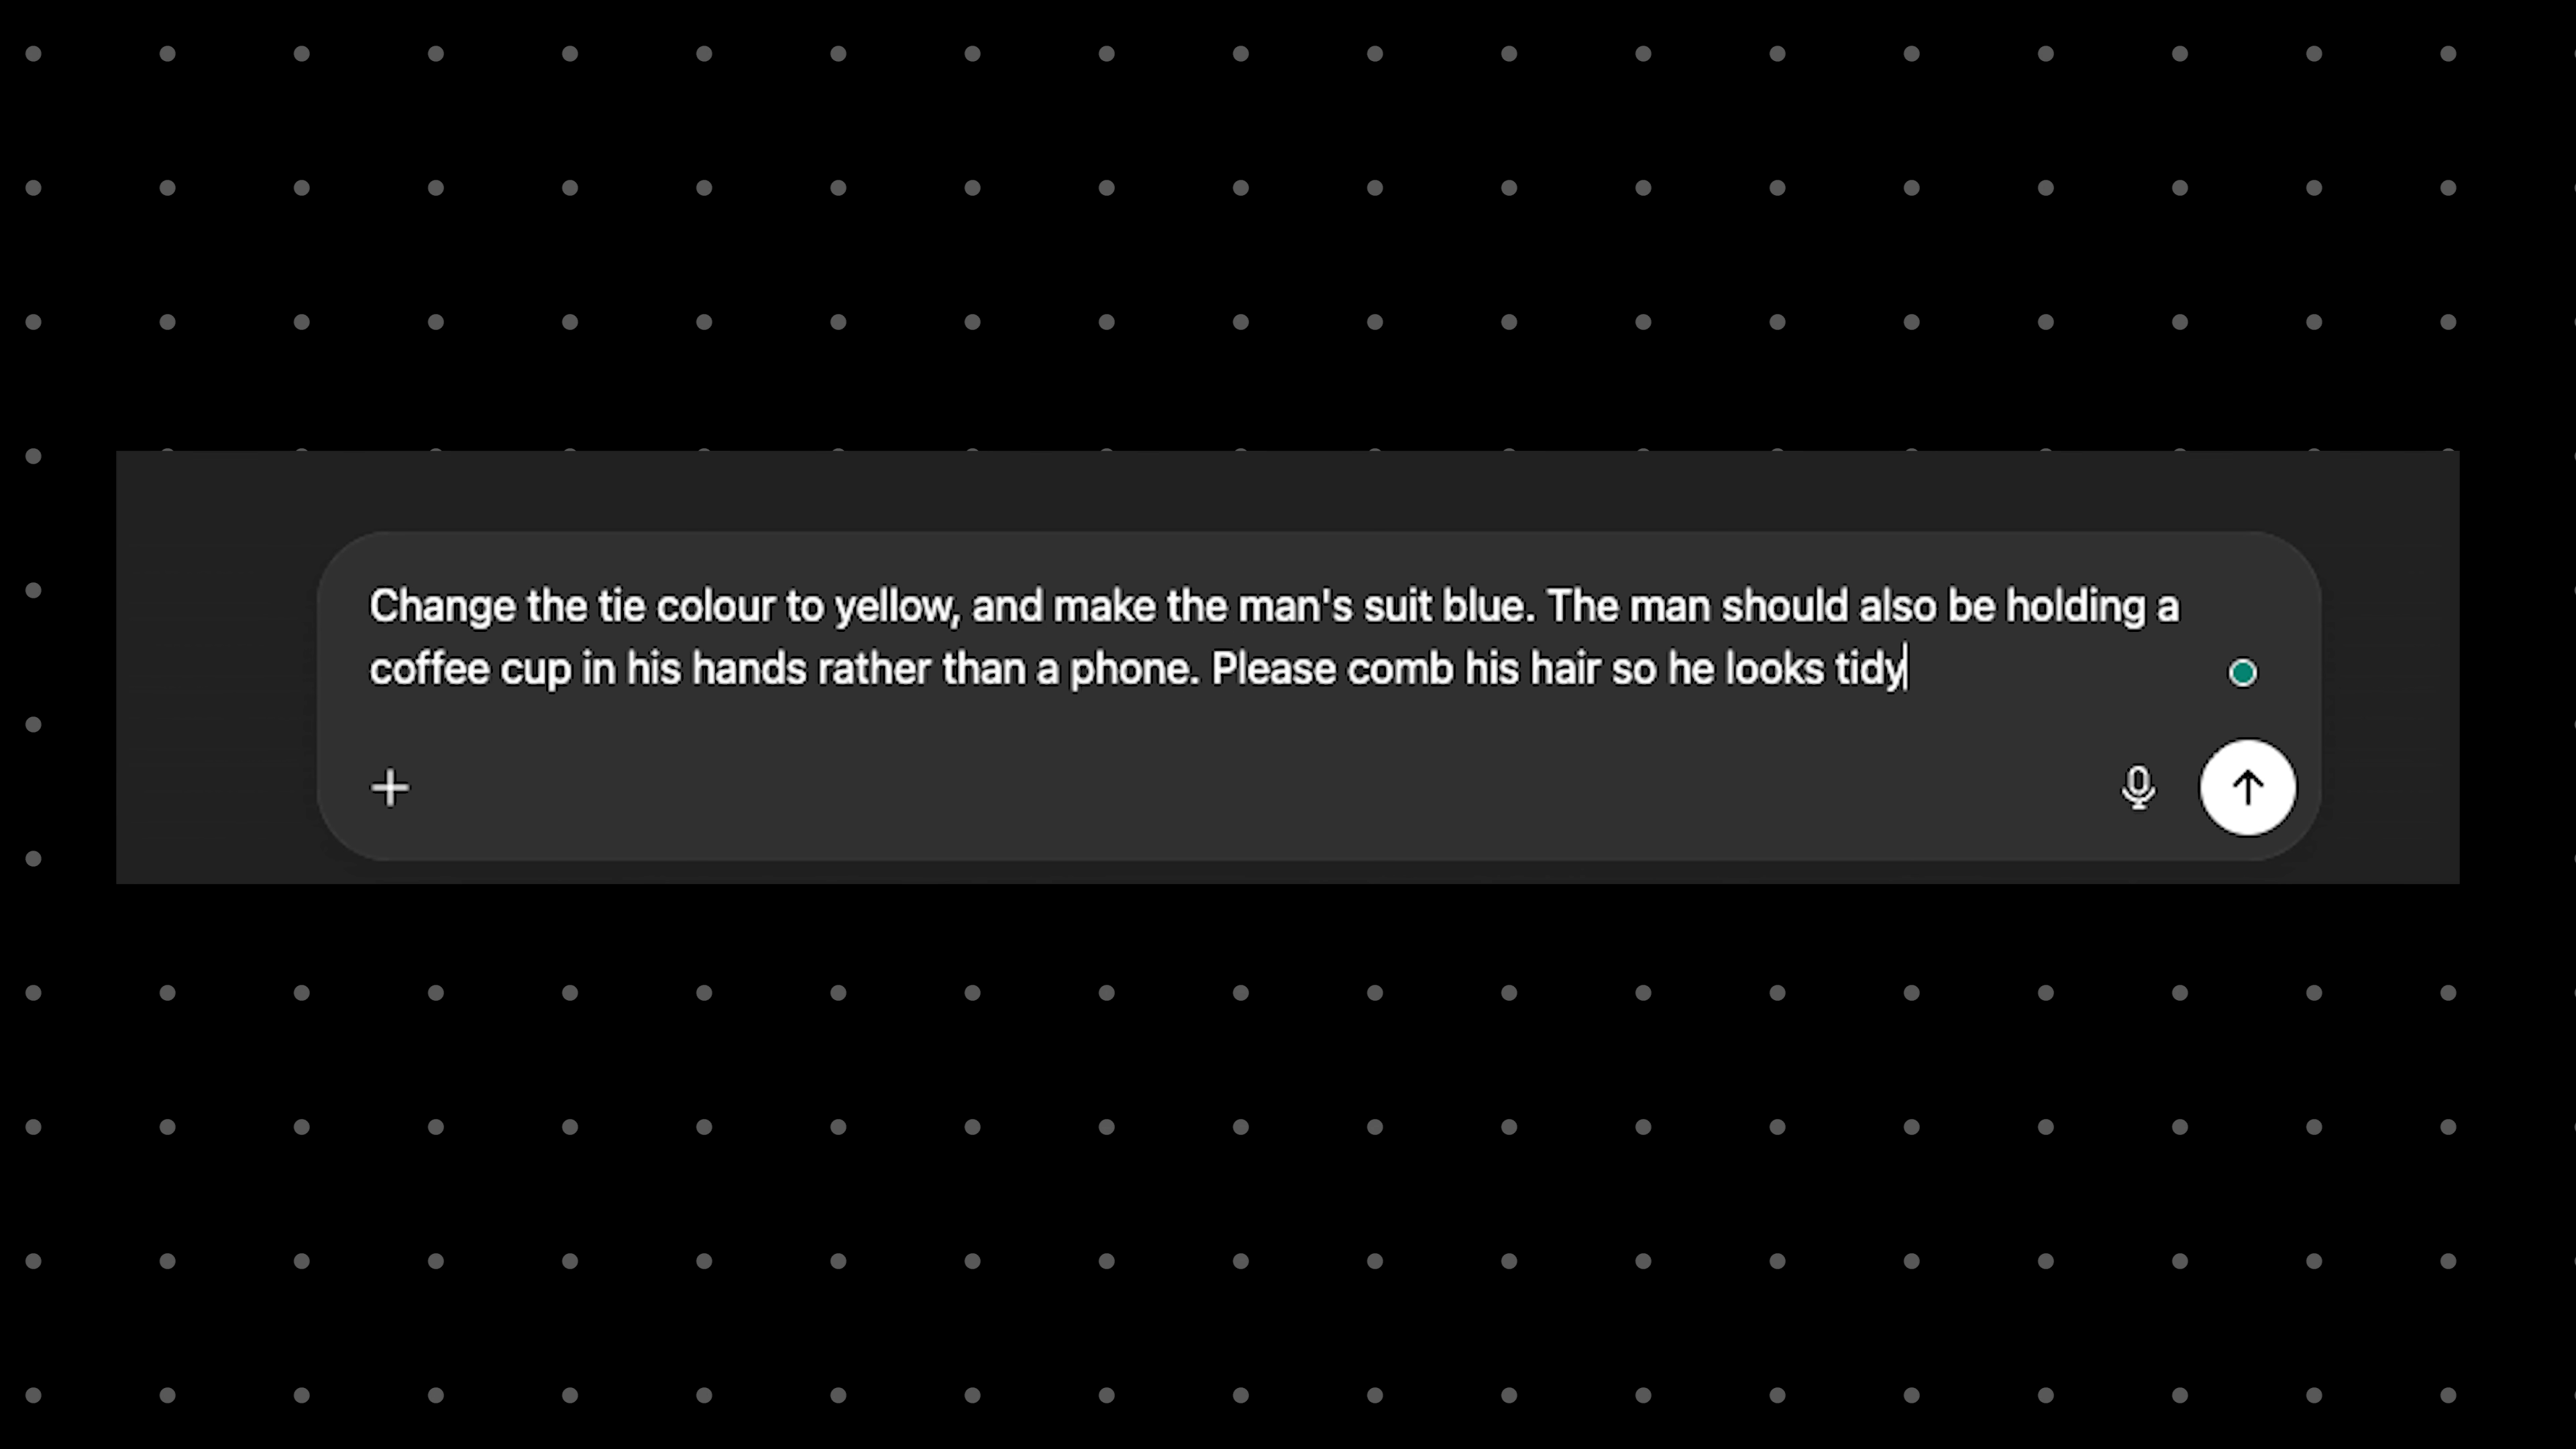 Change the tie colour to yellow, and make the man's suit blue. The man should also be holding a
coffee cup in his hands rather than a phone. Please comb his hair so he looks tidy